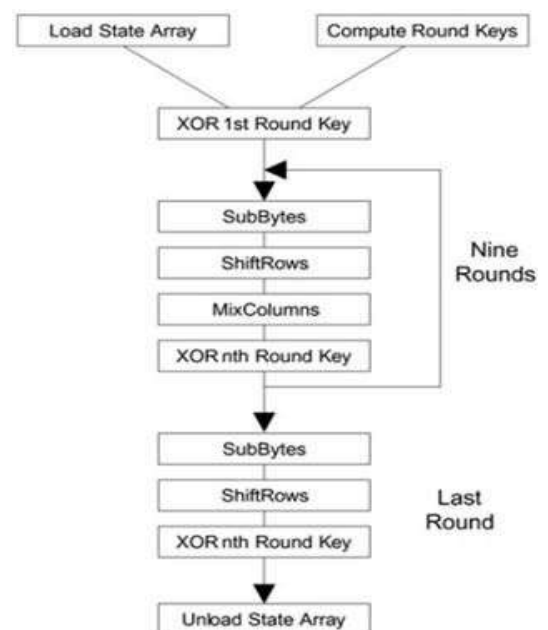 Load State Array
Compute Round Keys
XOR 1st Round Key
SubBytes
ShiftRows
MixColumns
XOR nth Round Key
Nine
Rounds
SubBytes
ShiftRows
XOR nth Round Key
Last
Round
Unload State Array